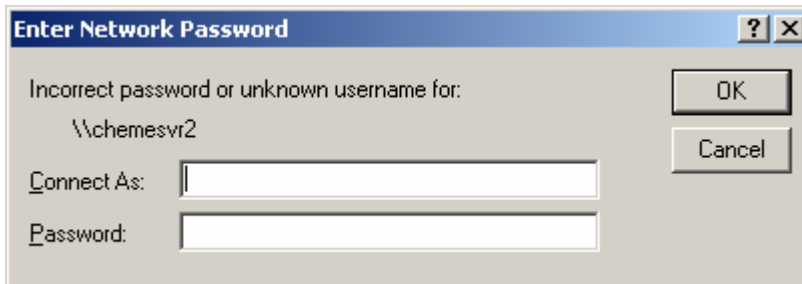 Enter Network Password
Incorrect password or unknown username for:
\\chemesvr2
OK
Cancel
Connect As:
Password: